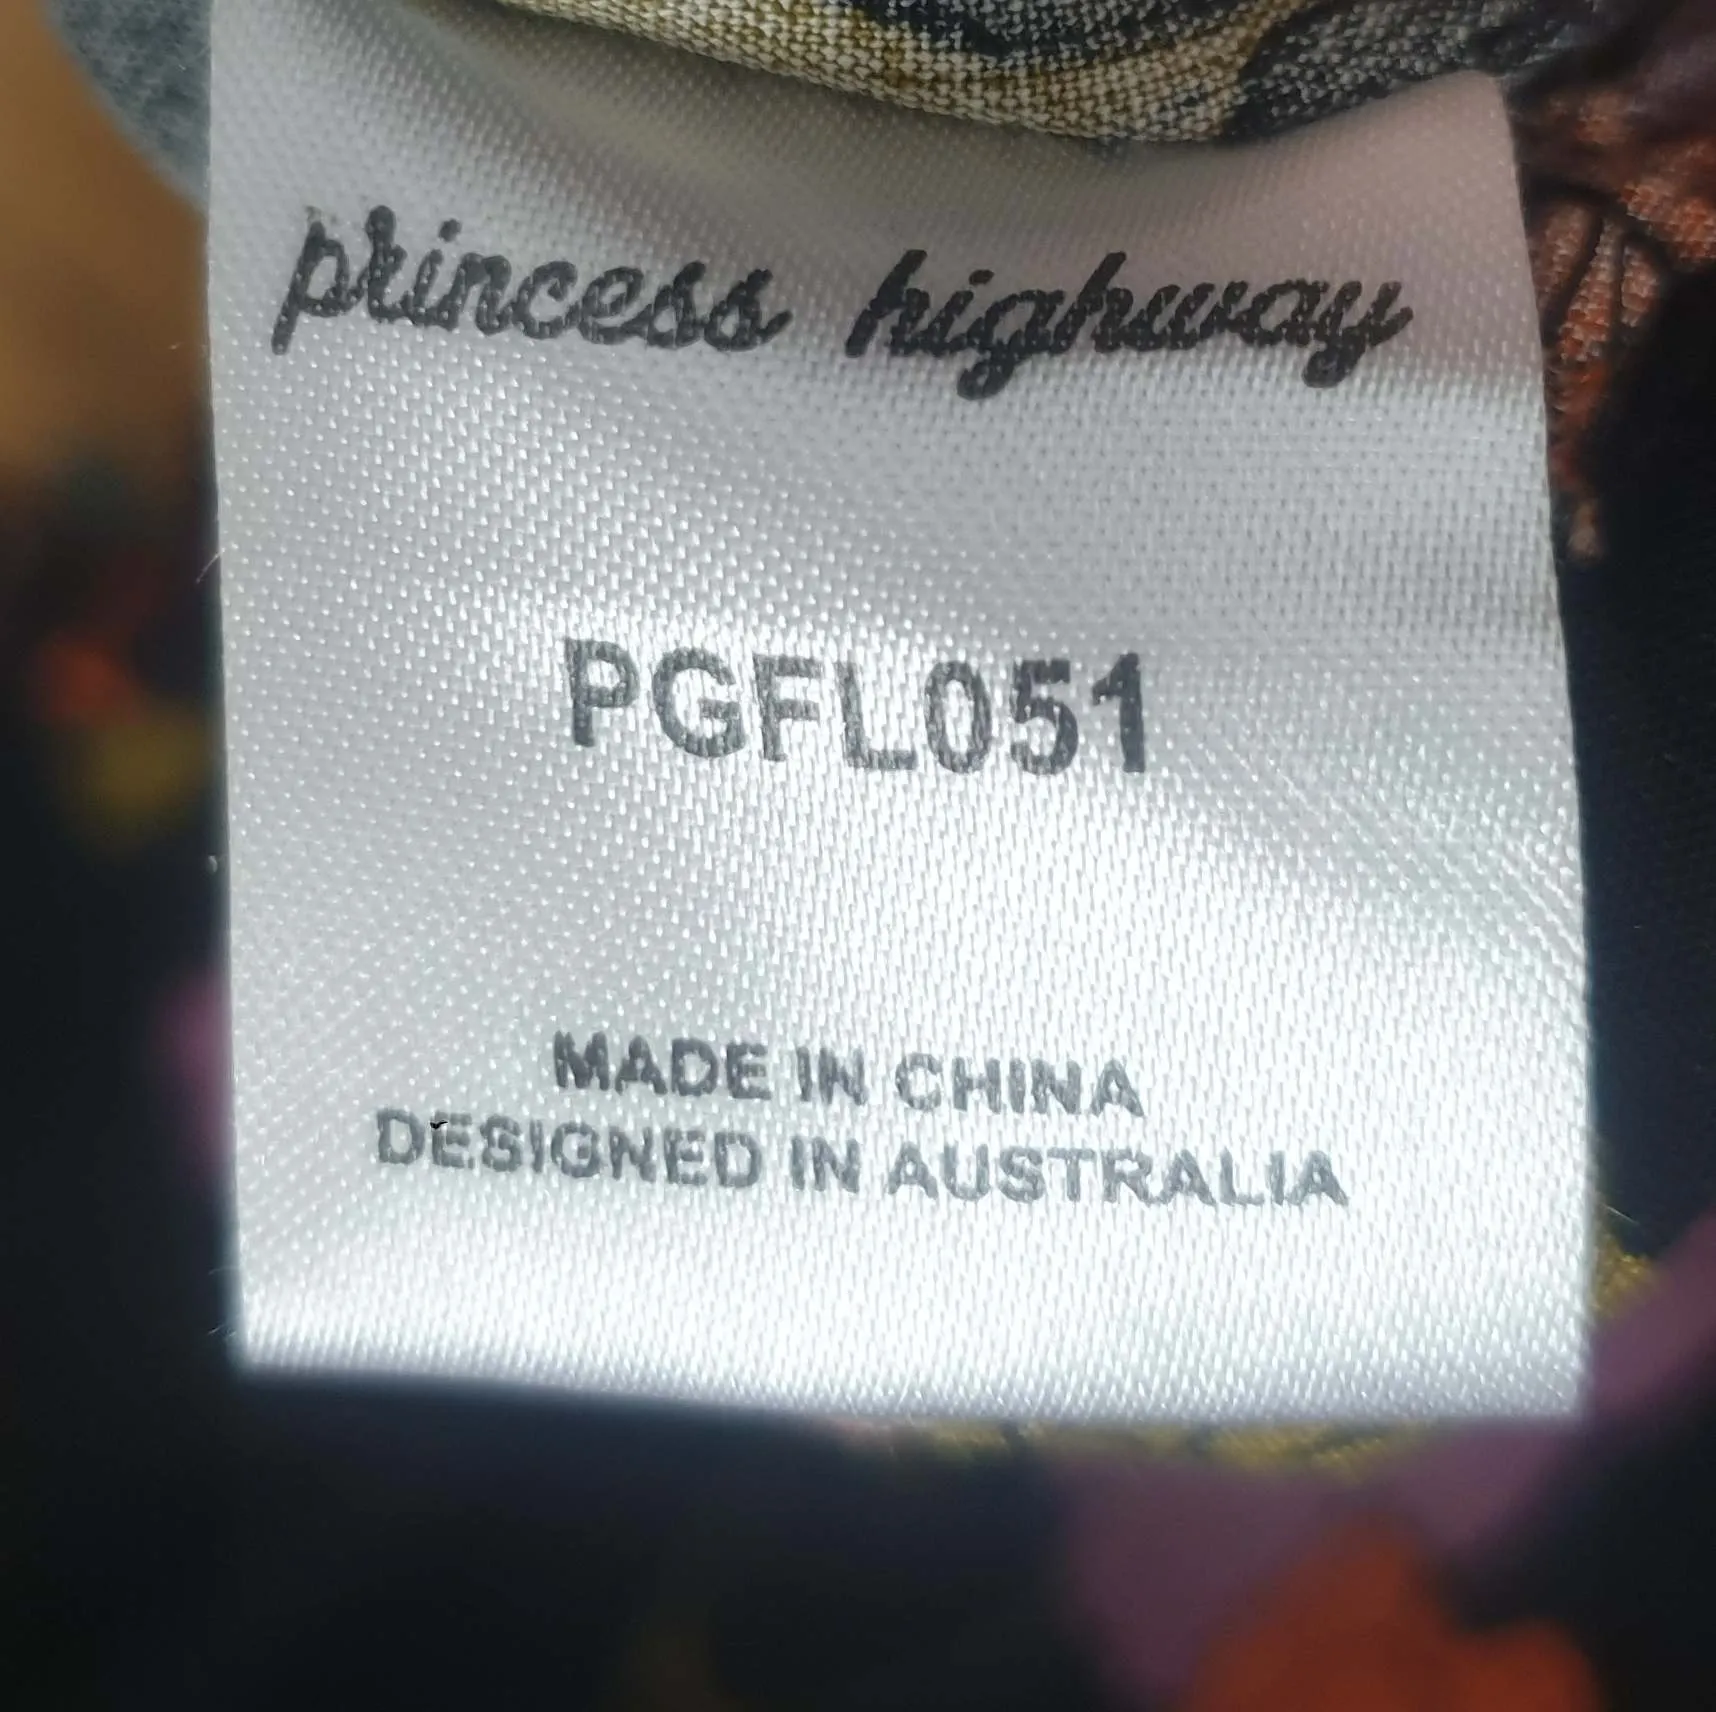 princess highway
PGFL051
MADE IN CHINA
DESIGNED IN AUSTRALIA